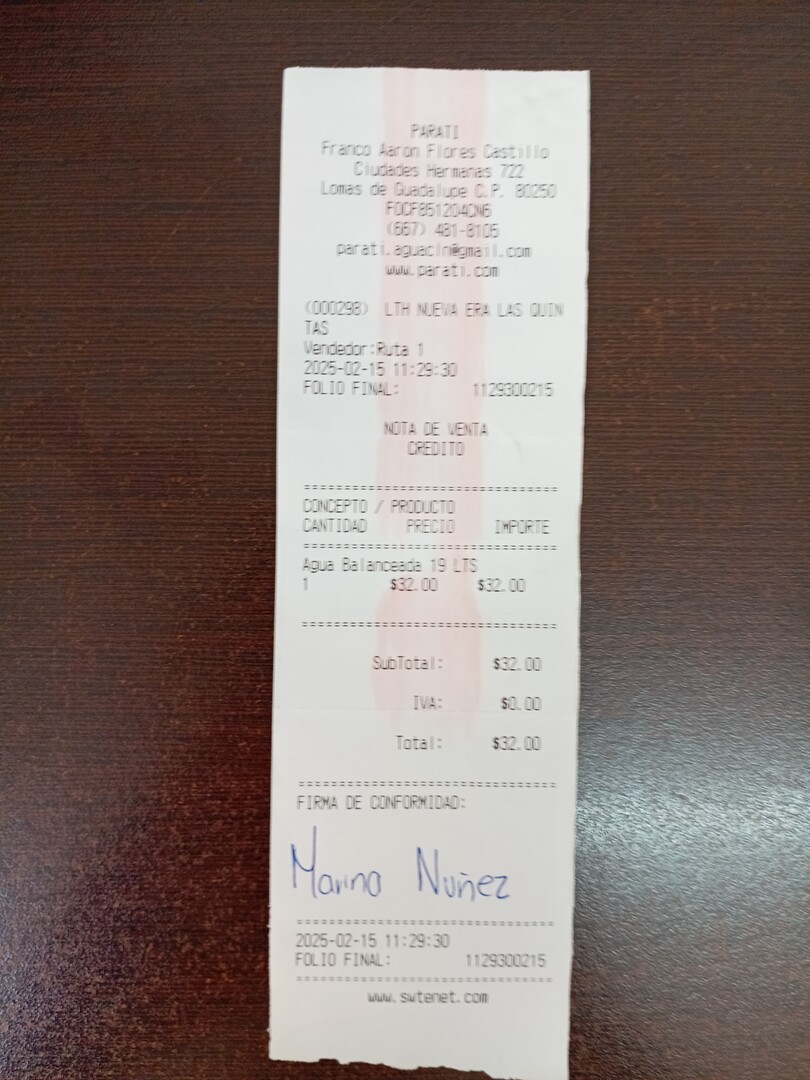 PARATI
Franco Aaron Flores Castillo
Ciudades Hermanas 722
Lomas de Guadalupe C.P. 80250
FOCF851204CN6
(667) 481-8105
parati.aguacln@gmail.com
www.parati.com
(000298) LTH NUEVA ERA LAS QUIN
TAS
Vendedor:Ruta 1
2025-02-15 11:29:30
FOLIO FINAL: 1129300215
NOTA DE VENTA
CREDITO
================================
CONCEPTO / PRODUCTO
CANTIDAD PRECIO IMPORTE
================================
Agua Balanceada 19 LTS
1 $32.00 $32.00
================================
SubTotal: $32.00
IVA: $0.00
Total: $32.00
================================
FIRMA DE CONFORMIDAD:
Marino Nuñez
================================
2025-02-15 11:29:30
FOLIO FINAL: 1129300215
================================
www.swtenet.com